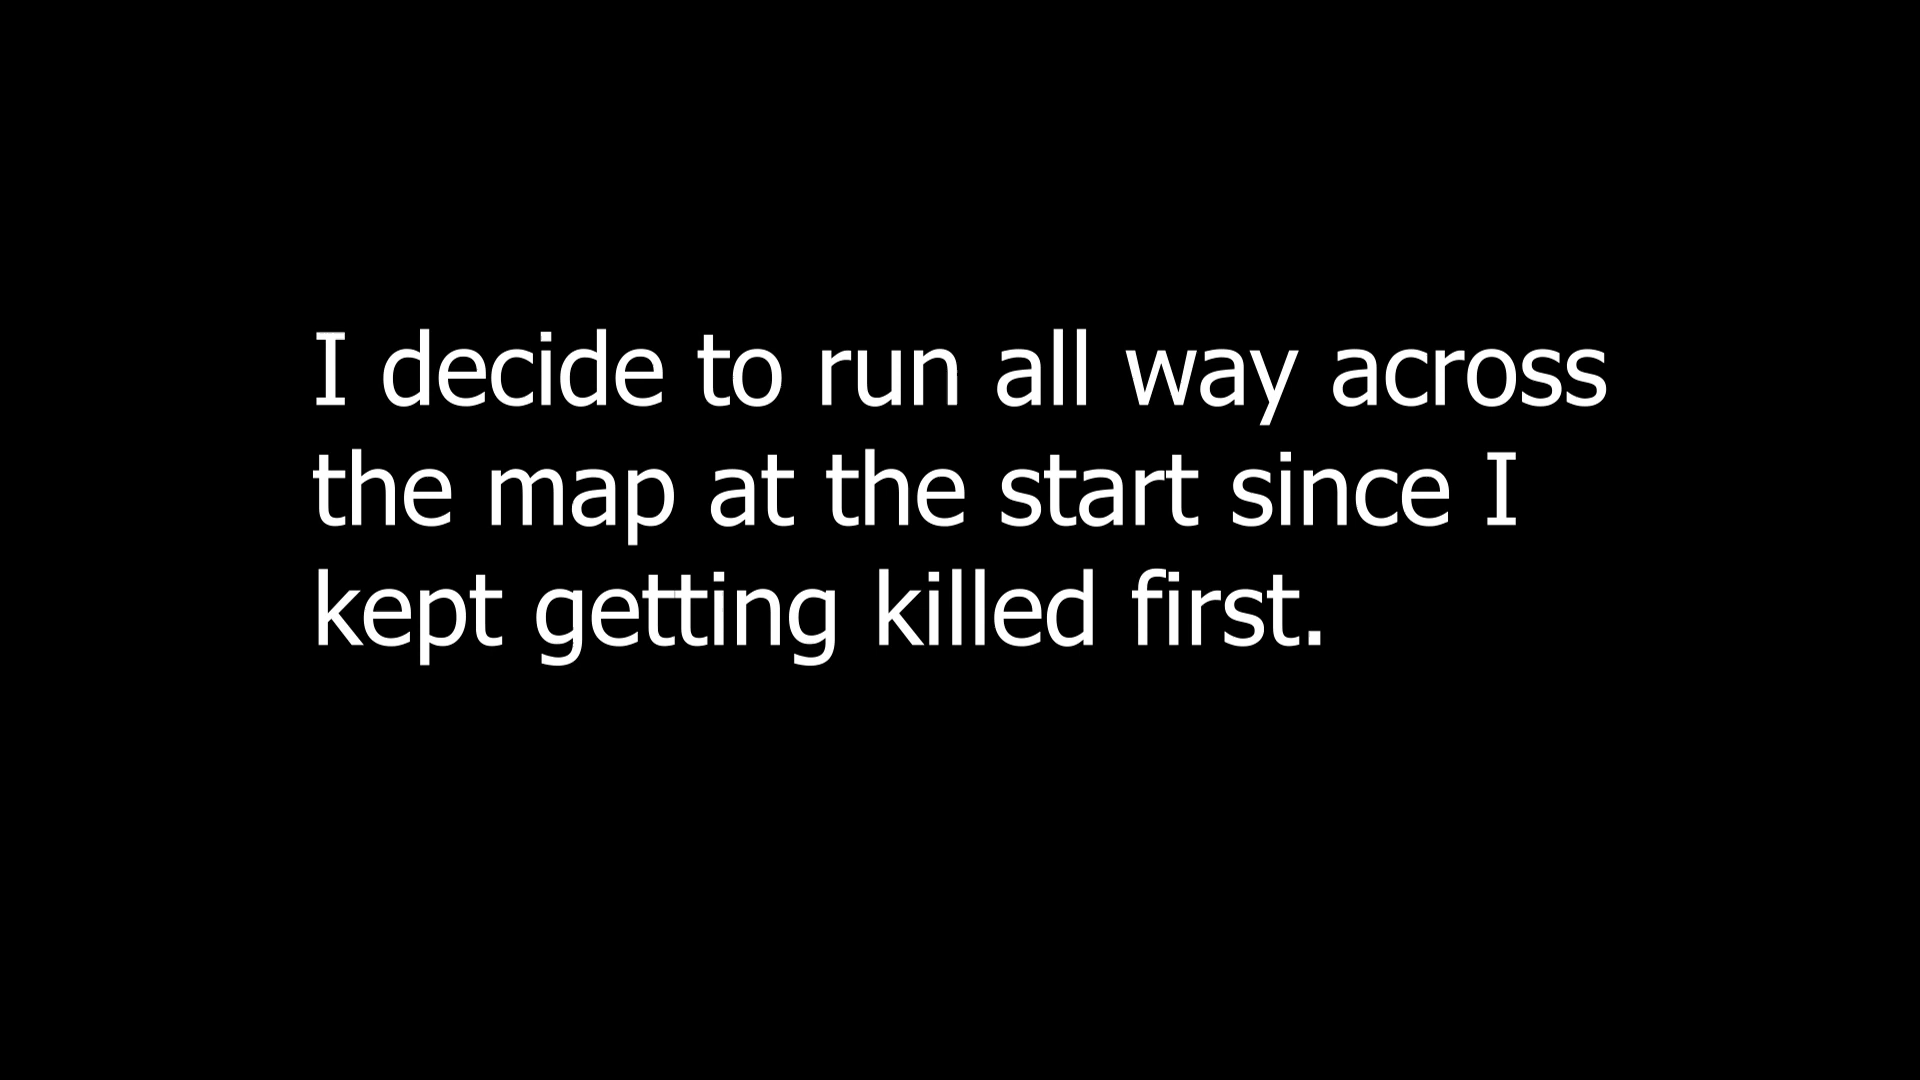 I decide to run all way across
the map at the start since I
kept getting killed first.